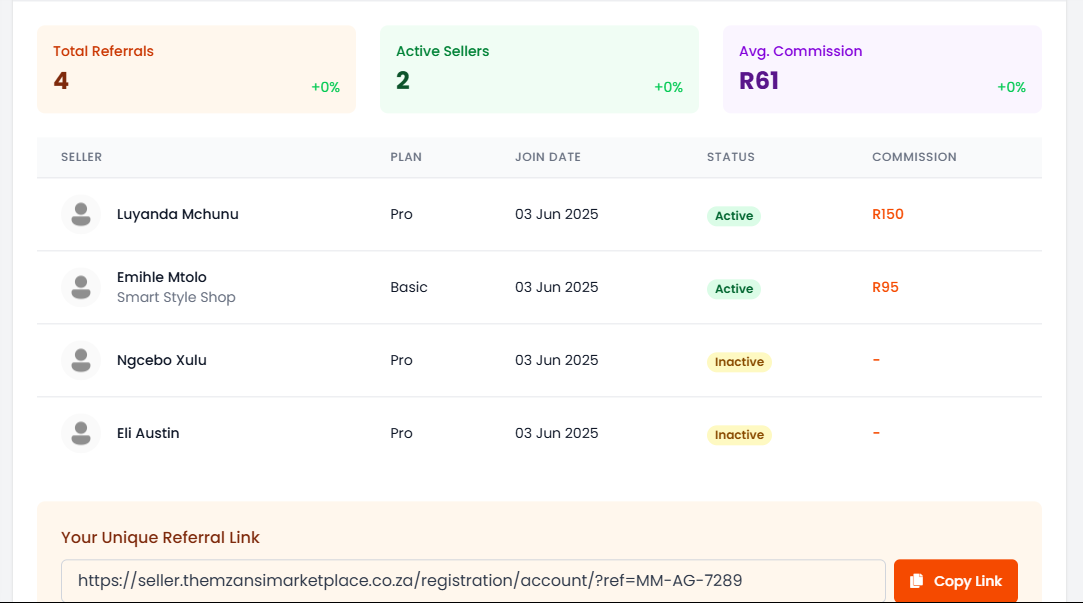 Total Referrals
4
+0%
Active Sellers
2
+0%
Avg. Commission
R61
+0%
SELLER PLAN JOIN DATE STATUS COMMISSION
Luyanda Mchunu Pro 03 Jun 2025 Active R150
Emihle Mtolo
Smart Style Shop
Basic 03 Jun 2025 Active R95
Ngcebo Xulu Pro 03 Jun 2025 Inactive -
Eli Austin Pro 03 Jun 2025 Inactive -
Your Unique Referral Link
https://seller.themzansimarketplace.co.za/registration/account/?ref=MM-AG-7289
Copy Link